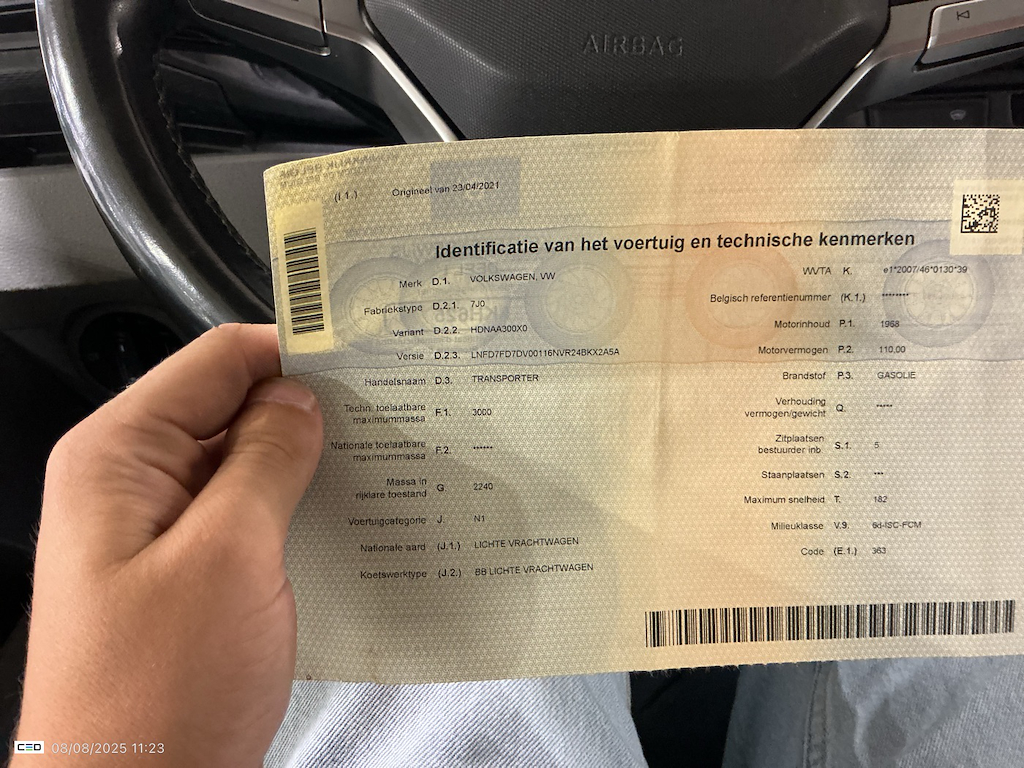 AIRBAG
(I 1.) Origineel van 23/04/2021
Identificatie van het voertuig en technische kenmerken
Merk D.1. VOLKSWAGEN, VW
Fabriekstype D.2.1. 7J0
Variant D.2.2. HDNAA300X0
Versie D.2.3. LNFD7FD7DV00116NVR24BKX2A5A
Handelsnaam D.3. TRANSPORTER
Techn. toelaatbare
maximummassa F.1. 3000
Nationale toelaatbare
maximummassa F.2. ******
Massa in
rijklare toestand G. 2240
Voertuigcategorie J. N1
Nationale aard (J.1.) LICHTE VRACHTWAGEN
Koetswerktype (J.2.) BB LICHTE VRACHTWAGEN
WVTA K. e1*2007/46*0130*39
Belgisch referentienummer (K.1.) ********
Motorinhoud P.1. 1968
Motorvermogen P.2. 110,00
Brandstof P.3. GASOLIE
Verhouding
vermogen/gewicht Q. *****
Zitplaatsen
bestuurder inb. S.1. 5
Staanplaatsen S.2. ***
Maximum snelheid T. 182
Milieuklasse V.9. 6d-ISC-FCM
Code (E.1.) 363
CEO 08/08/2025 11:23